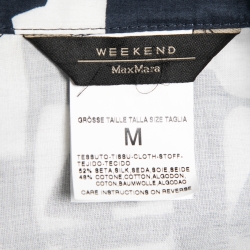 WEEKEND
MaxMara
GRÖSSE TAILLE TALLA SIZE TAGLIA
M
TESSUTO-TISSU-CLOTH-STOFF-
TEJIDO-TECIDO
52% SETA,SILK,SEDA,SOIE SEIDE
48% COTONE,COTTON,ALGODON
COTON,BAUMWOLLE,ALGODAO
CARE INSTRUCTIONS ON REVERSE